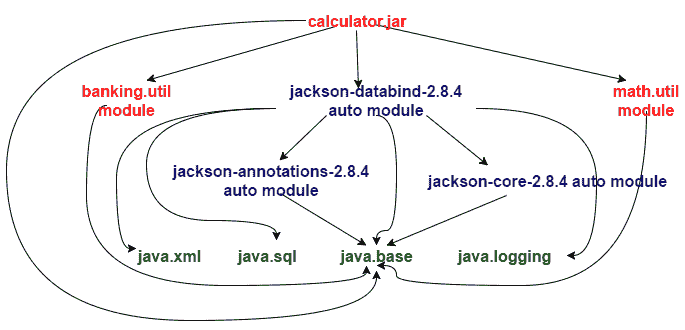 calculator.jar
banking.util
module
jackson-databind-2.8.4
auto module
math.util
module
jackson-annotations-2.8.4
auto module
jackson-core-2.8.4 auto module
java.xml
java.sql
java.base
java.logging